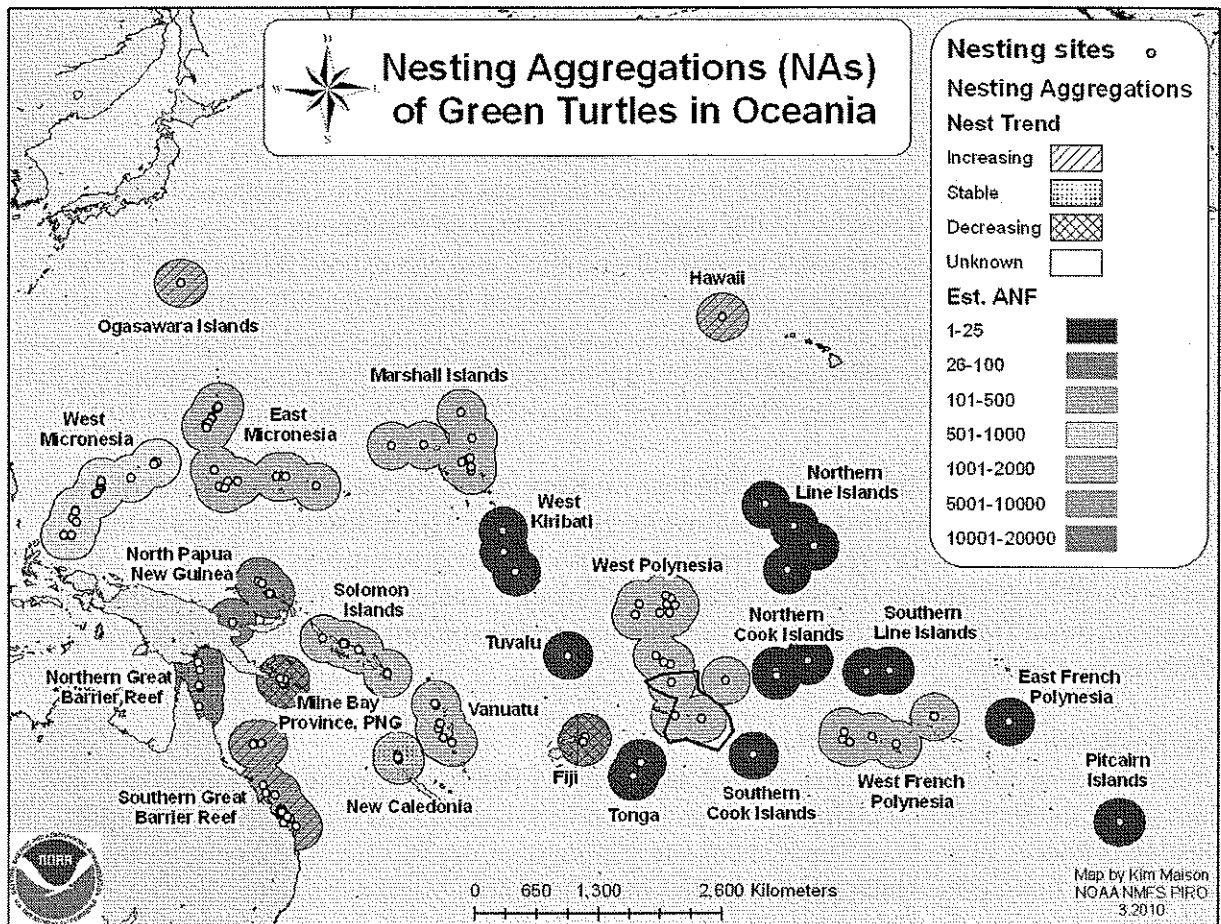 Nesting Aggregations (NAs)
of Green Turtles in Oceania
N
W
E
S
Nesting sites
Nesting Aggregations
Nest Trend
Increasing
Stable
Decreasing
Unknown
Est. ANF
1-25
26-100
101-500
501-1000
1001-2000
5001-10000
10001-20000
Ogasawara Islands
Hawaii
Marshall Islands
West
Micronesia
East
Micronesia
Northern
Line Islands
West
Kiribati
North Papua
New Guinea
Solomon
Islands
West Polynesia
Northern
Cook Islands
Southern
Line Islands
Tuvalu
Northern Great
Barrier Reef
Milne Bay
Province, PNG
Vanuatu
East French
Polynesia
Fiji
Pitcairn
Islands
Southern Great
Barrier Reef
New Caledonia
Tonga
Southern
Cook Islands
West French
Polynesia
NOAA
0 650 1,300 2,600 Kilometers
Map by Kim Maison
NOAA NMFS PIRO
3.2010